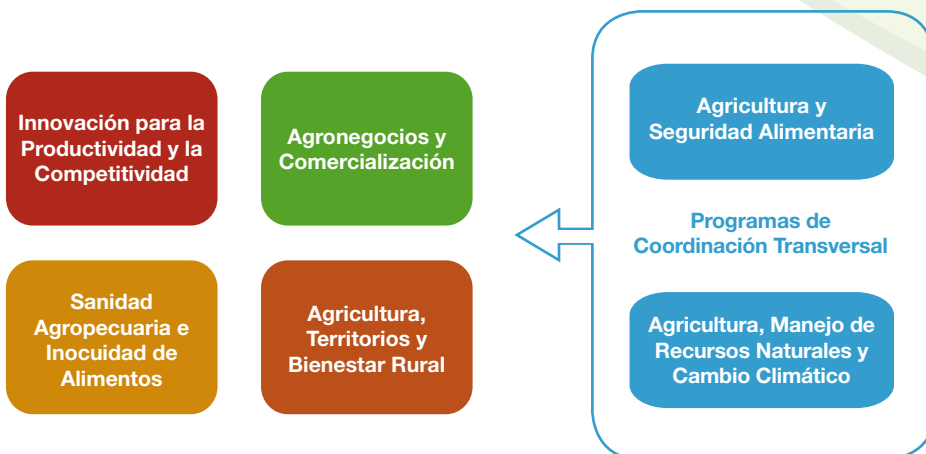 Innovación para la
Productividad y la
Competitividad
Agronegocios y
Comercialización
Sanidad
Agropecuaria e
Inocuidad de
Alimentos
Agricultura,
Territorios y
Bienestar Rural
Agricultura y
Seguridad Alimentaria
Programas de
Coordinación Transversal
Agricultura, Manejo de
Recursos Naturales y
Cambio Climático